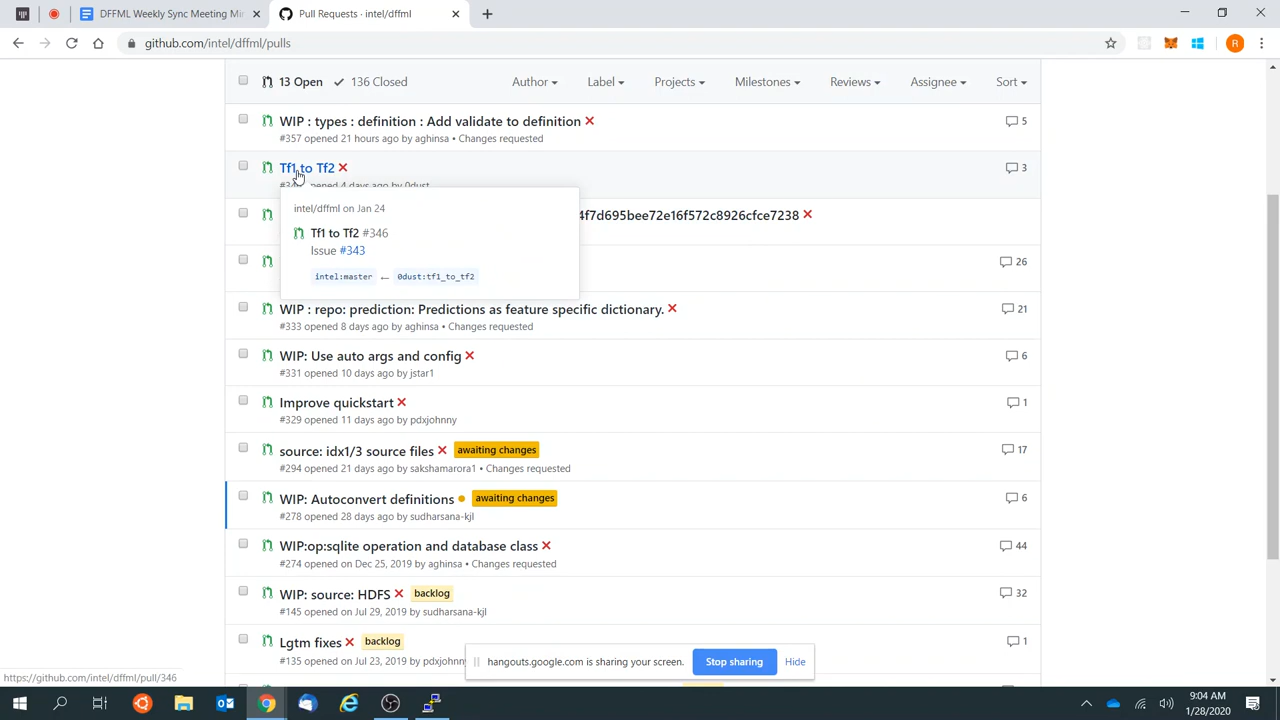 DFFML Weekly Sync Meeting Min
Pull Requests · intel/dffml
github.com/intel/dffml/pulls
R
13 Open
136 Closed
Author
Label
Projects
Milestones
Reviews
Assignee
Sort
WIP : types : definition : Add validate to definition
5
#357 opened 21 hours ago by aghinsa • Changes requested
Tf1 to Tf2
3
opened 4 days ago by 0dust
intel/dffml on Jan 24
4f7d695bee72e16f572c8926cfce7238
Tf1 to Tf2 #346
Issue #343
26
intel:master ← 0dust:tf1_to_tf2
WIP : repo: prediction: Predictions as feature specific dictionary.
21
#333 opened 8 days ago by aghinsa • Changes requested
WIP: Use auto args and config
6
#331 opened 10 days ago by jstar1
Improve quickstart
1
#329 opened 11 days ago by pdxjohnny
source: idx1/3 source files awaiting changes
17
#294 opened 21 days ago by sakshamarora1 • Changes requested
WIP: Autoconvert definitions awaiting changes
6
#278 opened 28 days ago by sudharsana-kjl
WIP:op:sqlite operation and database class
44
#274 opened on Dec 25, 2019 by aghinsa • Changes requested
WIP: source: HDFS backlog
32
#145 opened on Jul 29, 2019 by sudharsana-kjl
Lgtm fixes backlog
1
#135 opened on Jul 23, 2019 by pdxjohnn
hangouts.google.com is sharing your screen.
Stop sharing
Hide
https://github.com/intel/dffml/pull/346
9:04 AM
1/28/2020